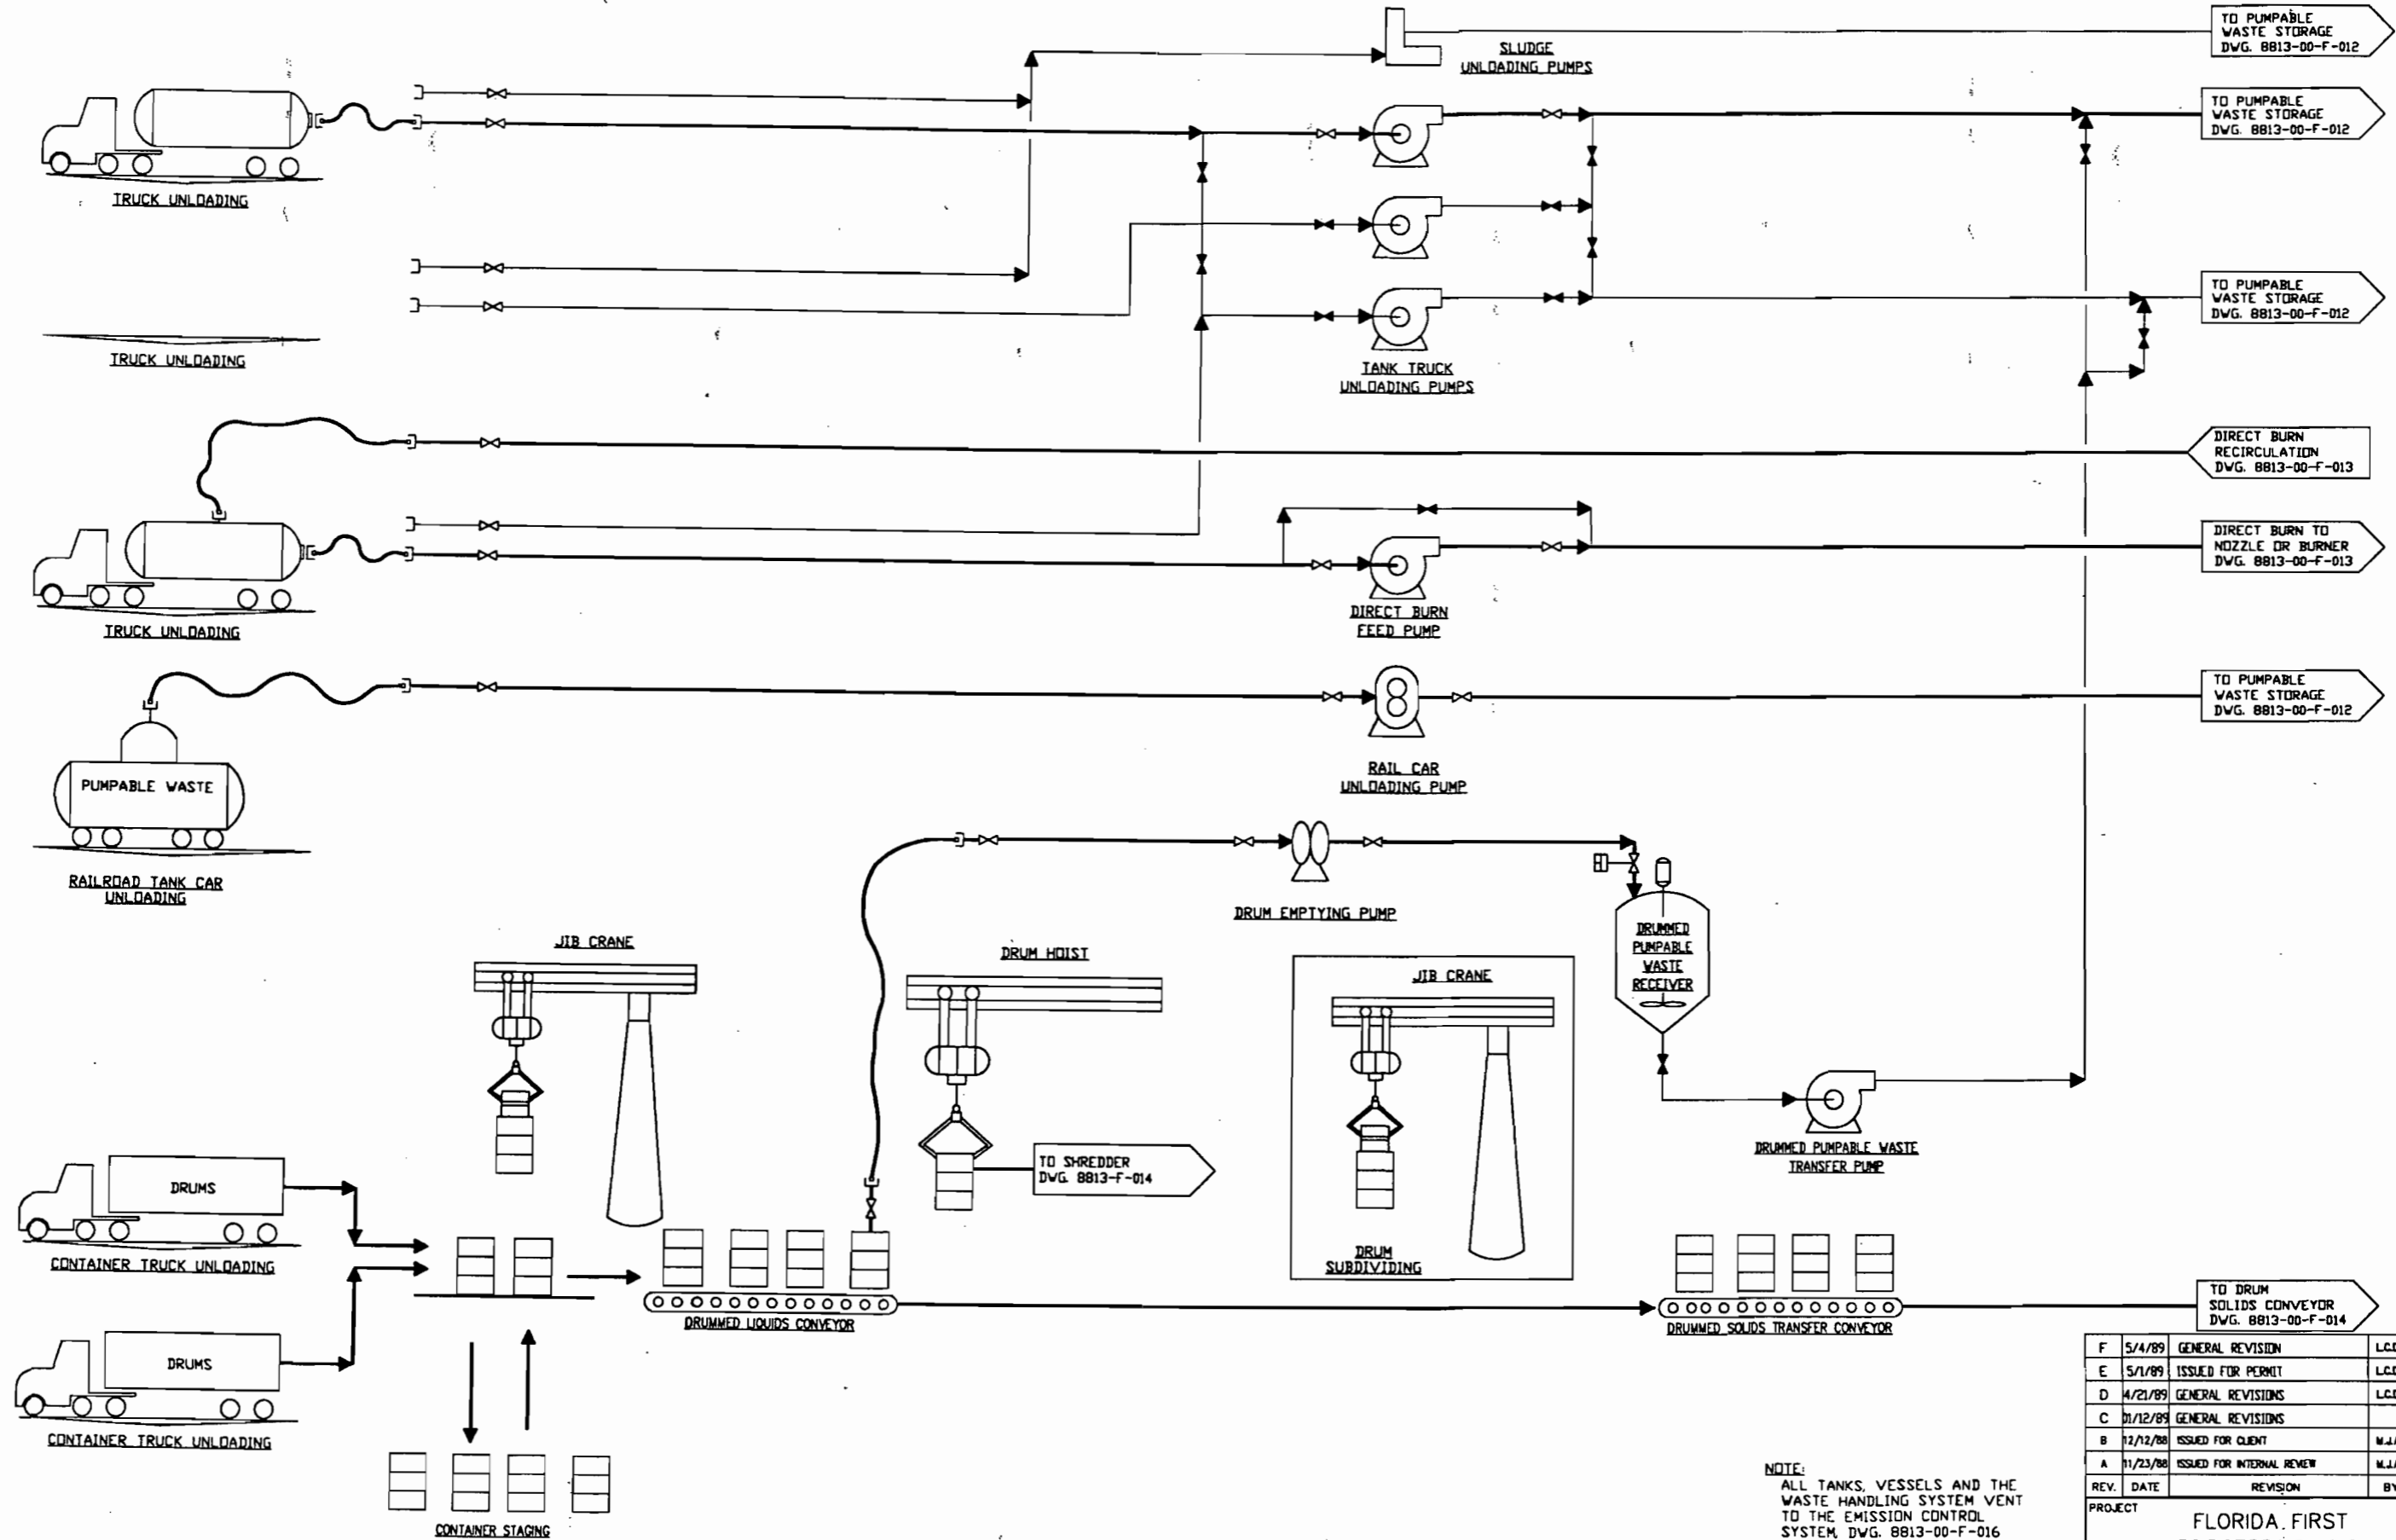 TO PUMPABLE
WASTE STORAGE
DWG. 8813-00-F-012
SLUDGE
UNLOADING PUMPS
TO PUMPABLE
WASTE STORAGE
DWG. 8813-00-F-012
TRUCK UNLOADING
TO PUMPABLE
WASTE STORAGE
DWG. 8813-00-F-012
TRUCK UNLOADING
TANK TRUCK
UNLOADING PUMPS
DIRECT BURN
RECIRCULATION
DWG. 8813-00-F-013
DIRECT BURN TO
NOZZLE OR BURNER
DWG. 8813-00-F-013
TRUCK UNLOADING
DIRECT BURN
FEED PUMP
TO PUMPABLE
WASTE STORAGE
DWG. 8813-00-F-012
PUMPABLE WASTE
RAIL CAR
UNLOADING PUMP
RAILROAD TANK CAR
UNLOADING
DRUM EMPTYING PUMP
JIB CRANE
DRUM HOIST
JIB CRANE
DRUMMED
PUMPABLE
WASTE
RECEIVER
DRUMMED PUMPABLE WASTE
TRANSFER PUMP
TO SHREDDER
DWG. 8813-F-014
DRUMS
CONTAINER TRUCK UNLOADING
DRUM
SUBDIVIDING
DRUMMED LIQUIDS CONVEYOR
DRUMMED SOLIDS TRANSFER CONVEYOR
TO DRUM
SOLIDS CONVEYOR
DWG. 8813-00-F-014
DRUMS
CONTAINER TRUCK UNLOADING
CONTAINER STAGING
NOTE:
ALL TANKS, VESSELS AND THE
WASTE HANDLING SYSTEM VENT
TO THE EMISSION CONTROL
SYSTEM, DWG. 8813-00-F-016
F 5/4/89 GENERAL REVISION
E 5/1/89 ISSUED FOR PERMIT
D 4/21/89 GENERAL REVISIONS
C 01/12/89 GENERAL REVISIONS
B 12/12/88 ISSUED FOR CLIENT
A 11/23/88 ISSUED FOR INTERNAL REVIEW
REV. DATE REVISION BY
PROJECT
FLORIDA FIRST